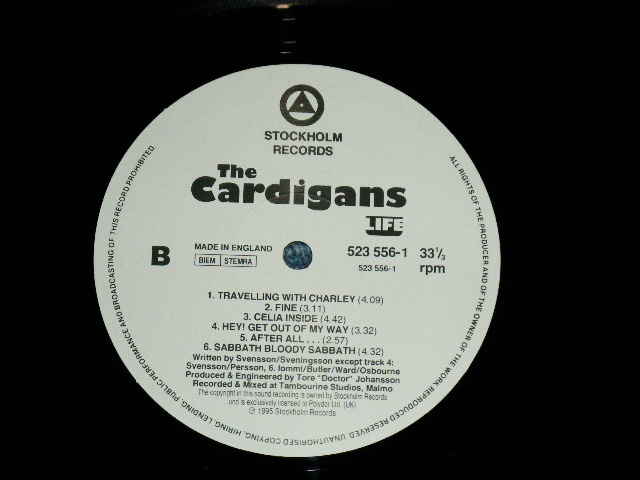 STOCKHOLM
RECORDS
The
Cardigans
LIFE
B
MADE IN ENGLAND
BIEM STEMRA
523 556-1
523 556-1
33 1/3
rpm
1. TRAVELLING WITH CHARLEY (4.09)
2. FINE (3.11)
3. CELIA INSIDE (4.42)
4. HEY! GET OUT OF MY WAY (3.32)
5. AFTER ALL . . . (2.57)
6. SABBATH BLOODY SABBATH (4.32)
Written by Svensson/Sveningsson except track 4:
Svensson/Persson, 6. Iommi/Butler/Ward/Osbourne
Produced & Engineered by Tore "Doctor" Johansson
Recorded & Mixed at Tambourine Studios, Malmo
The copyright in this sound recording is owned by Stockholm Records
and is exclusively licensed to Polydor Ltd. (UK)
℗ 1995 Stockholm Records
ALL RIGHTS OF THE PRODUCER AND OF THE OWNER OF THE WORK REPRODUCED RESERVED. UNAUTHORISED COPYING, HIRING, LENDING, PUBLIC PERFORMANCE AND BROADCASTING OF THIS RECORD PROHIBITED